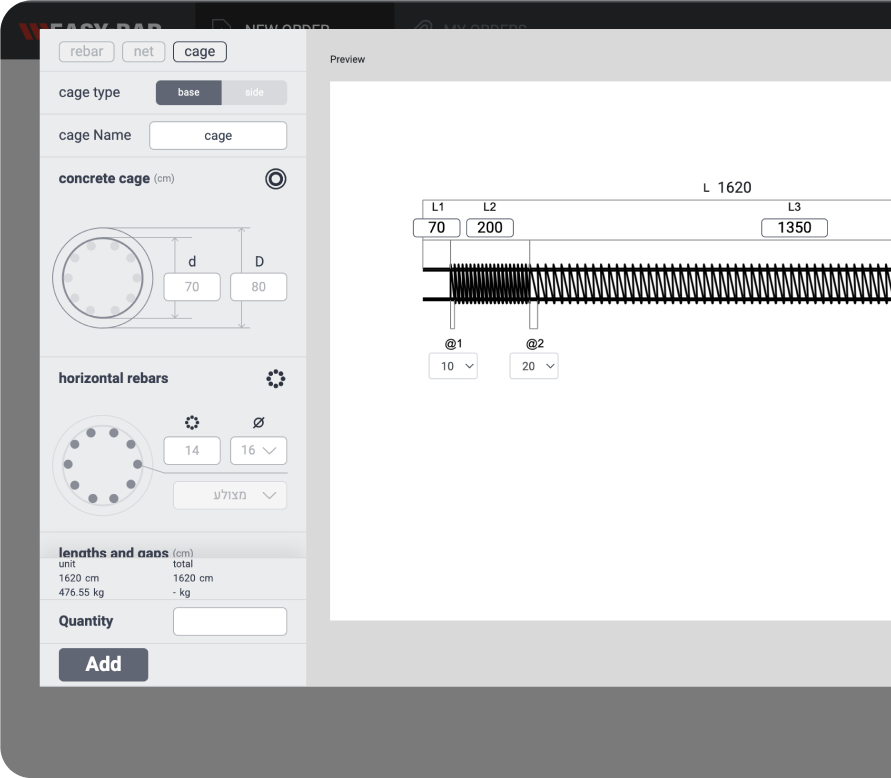 EASY-BAR
NEW ORDER
MY ORDERS
rebar
net
cage
Preview
cage type
base
side
cage Name
cage
concrete cage (cm)
d
D
70
80
horizontal rebars
Ø
14
16
מצולע
lengths and gaps (cm)
unit
total
1620 cm
1620 cm
476.55 kg
- kg
Quantity
Add
L 1620
L1
L2
L3
70
200
1350
@1
@2
10
20